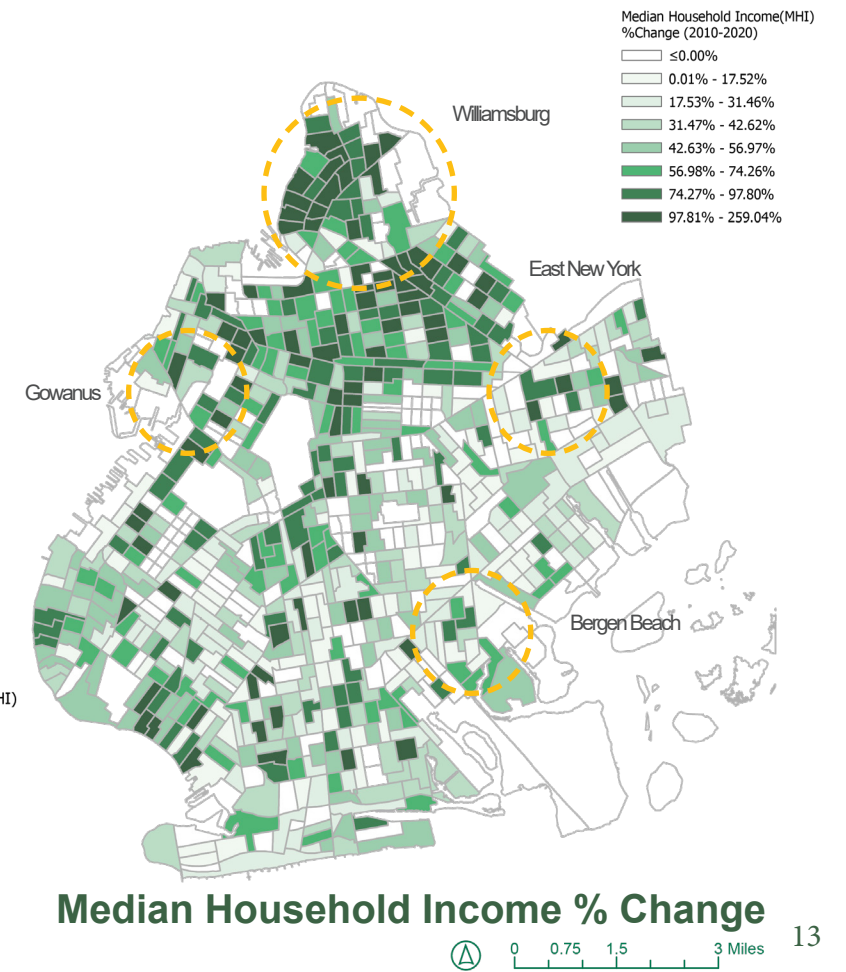 Median Household Income(MHI)
%Change (2010-2020)
≤0.00%
0.01% - 17.52%
17.53% - 31.46%
31.47% - 42.62%
42.63% - 56.97%
56.98% - 74.26%
74.27% - 97.80%
97.81% - 259.04%
Williamsburg
East New York
Gowanus
Bergen Beach
HI)
Median Household Income % Change
13
0 0.75 1.5 3 Miles